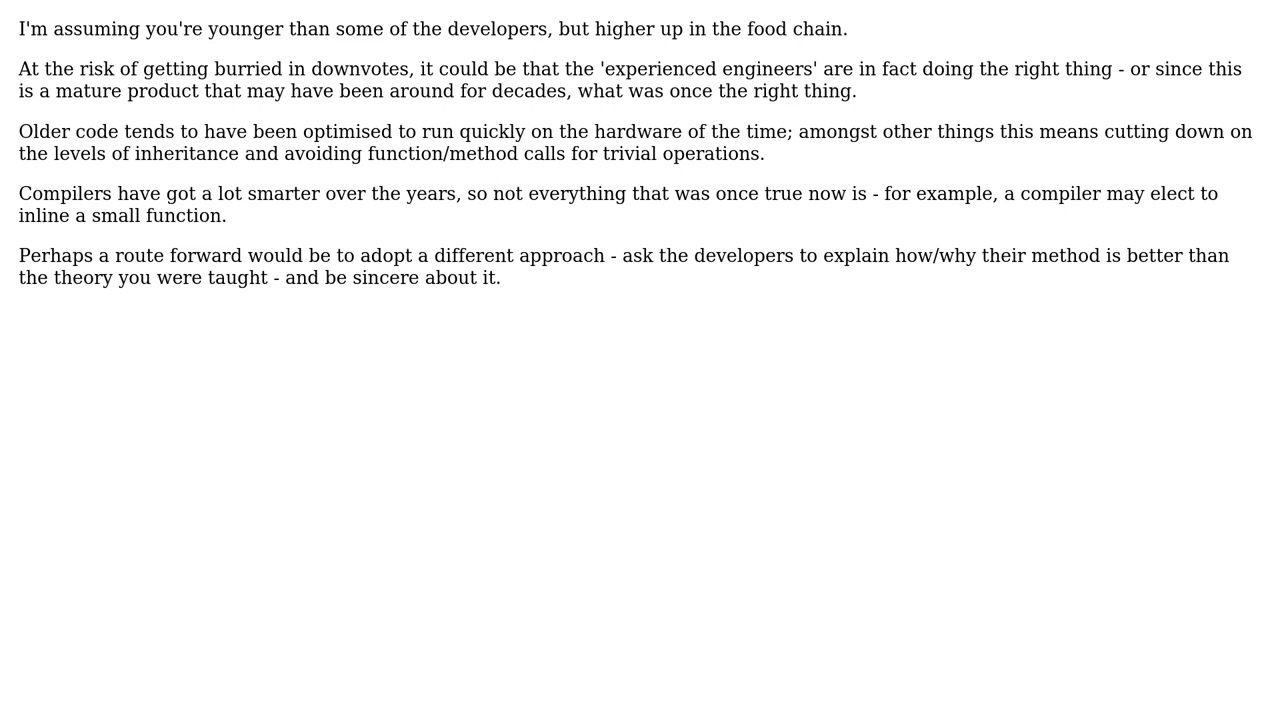 I'm assuming you're younger than some of the developers, but higher up in the food chain.
At the risk of getting burried in downvotes, it could be that the 'experienced engineers' are in fact doing the right thing - or since this
is a mature product that may have been around for decades, what was once the right thing.
Older code tends to have been optimised to run quickly on the hardware of the time; amongst other things this means cutting down on
the levels of inheritance and avoiding function/method calls for trivial operations.
Compilers have got a lot smarter over the years, so not everything that was once true now is - for example, a compiler may elect to
inline a small function.
Perhaps a route forward would be to adopt a different approach - ask the developers to explain how/why their method is better than
the theory you were taught - and be sincere about it.